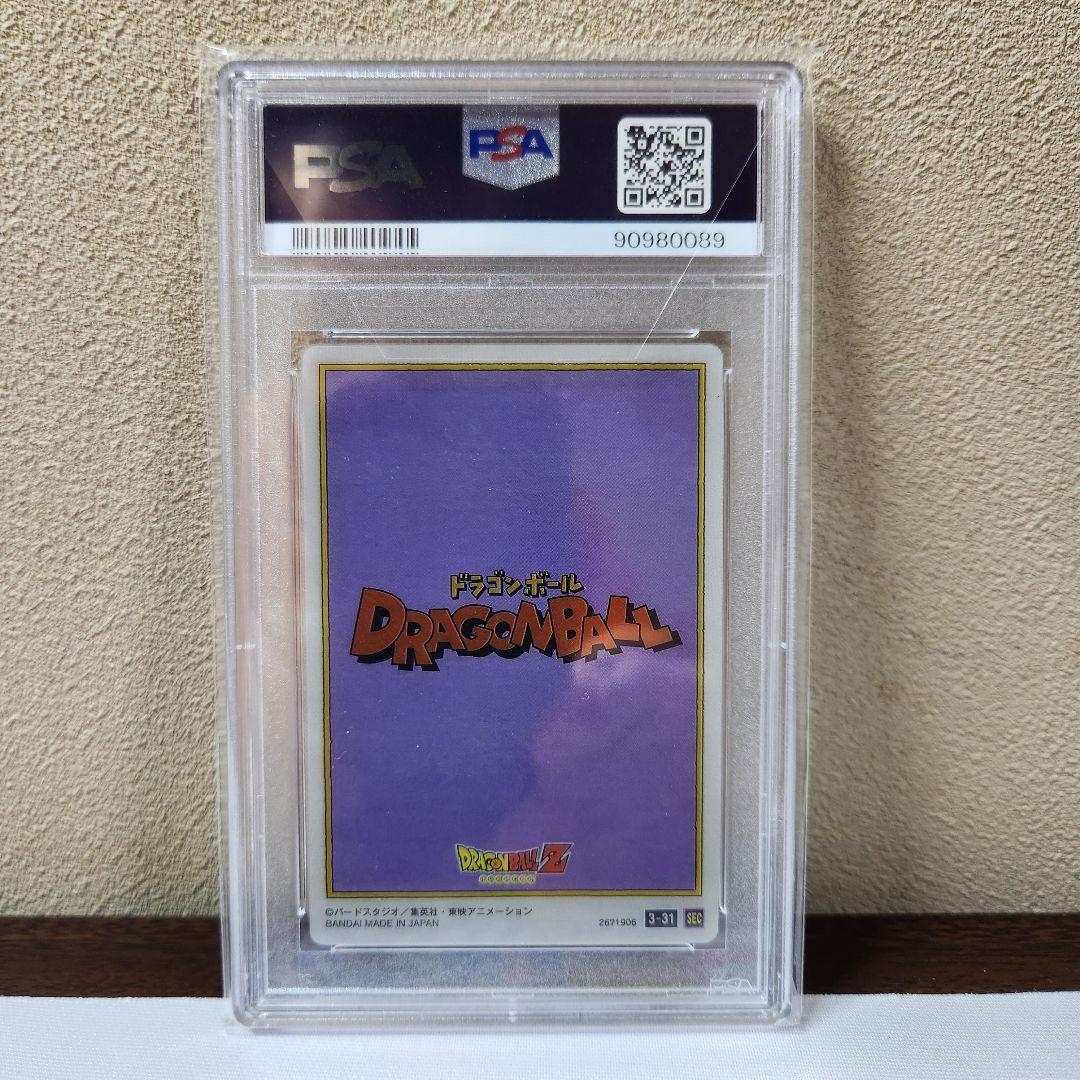 PSA
PSA
90980089
ドラゴンボール
DRAGONBALL
DRAGONBALL Z
©バードスタジオ/集英社・東映アニメーション
BANDAI MADE IN JAPAN
2671906 3-31 SEC
PSA